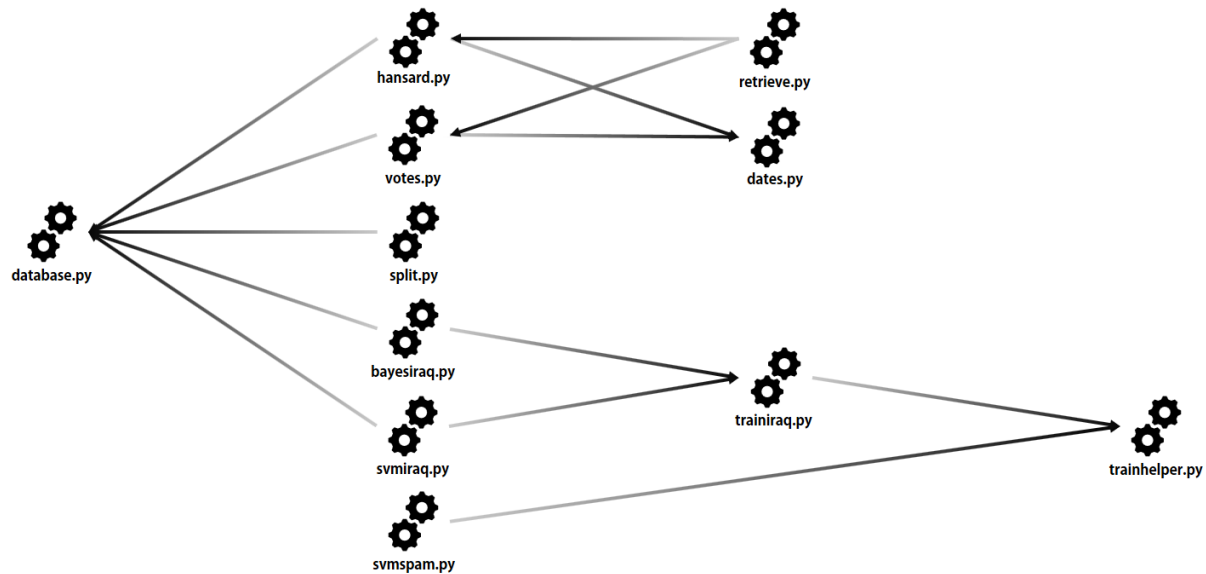 hansard.py
retrieve.py
votes.py
dates.py
database.py
split.py
bayesiraq.py
trainiraq.py
svmiraq.py
trainhelper.py
svmspam.py